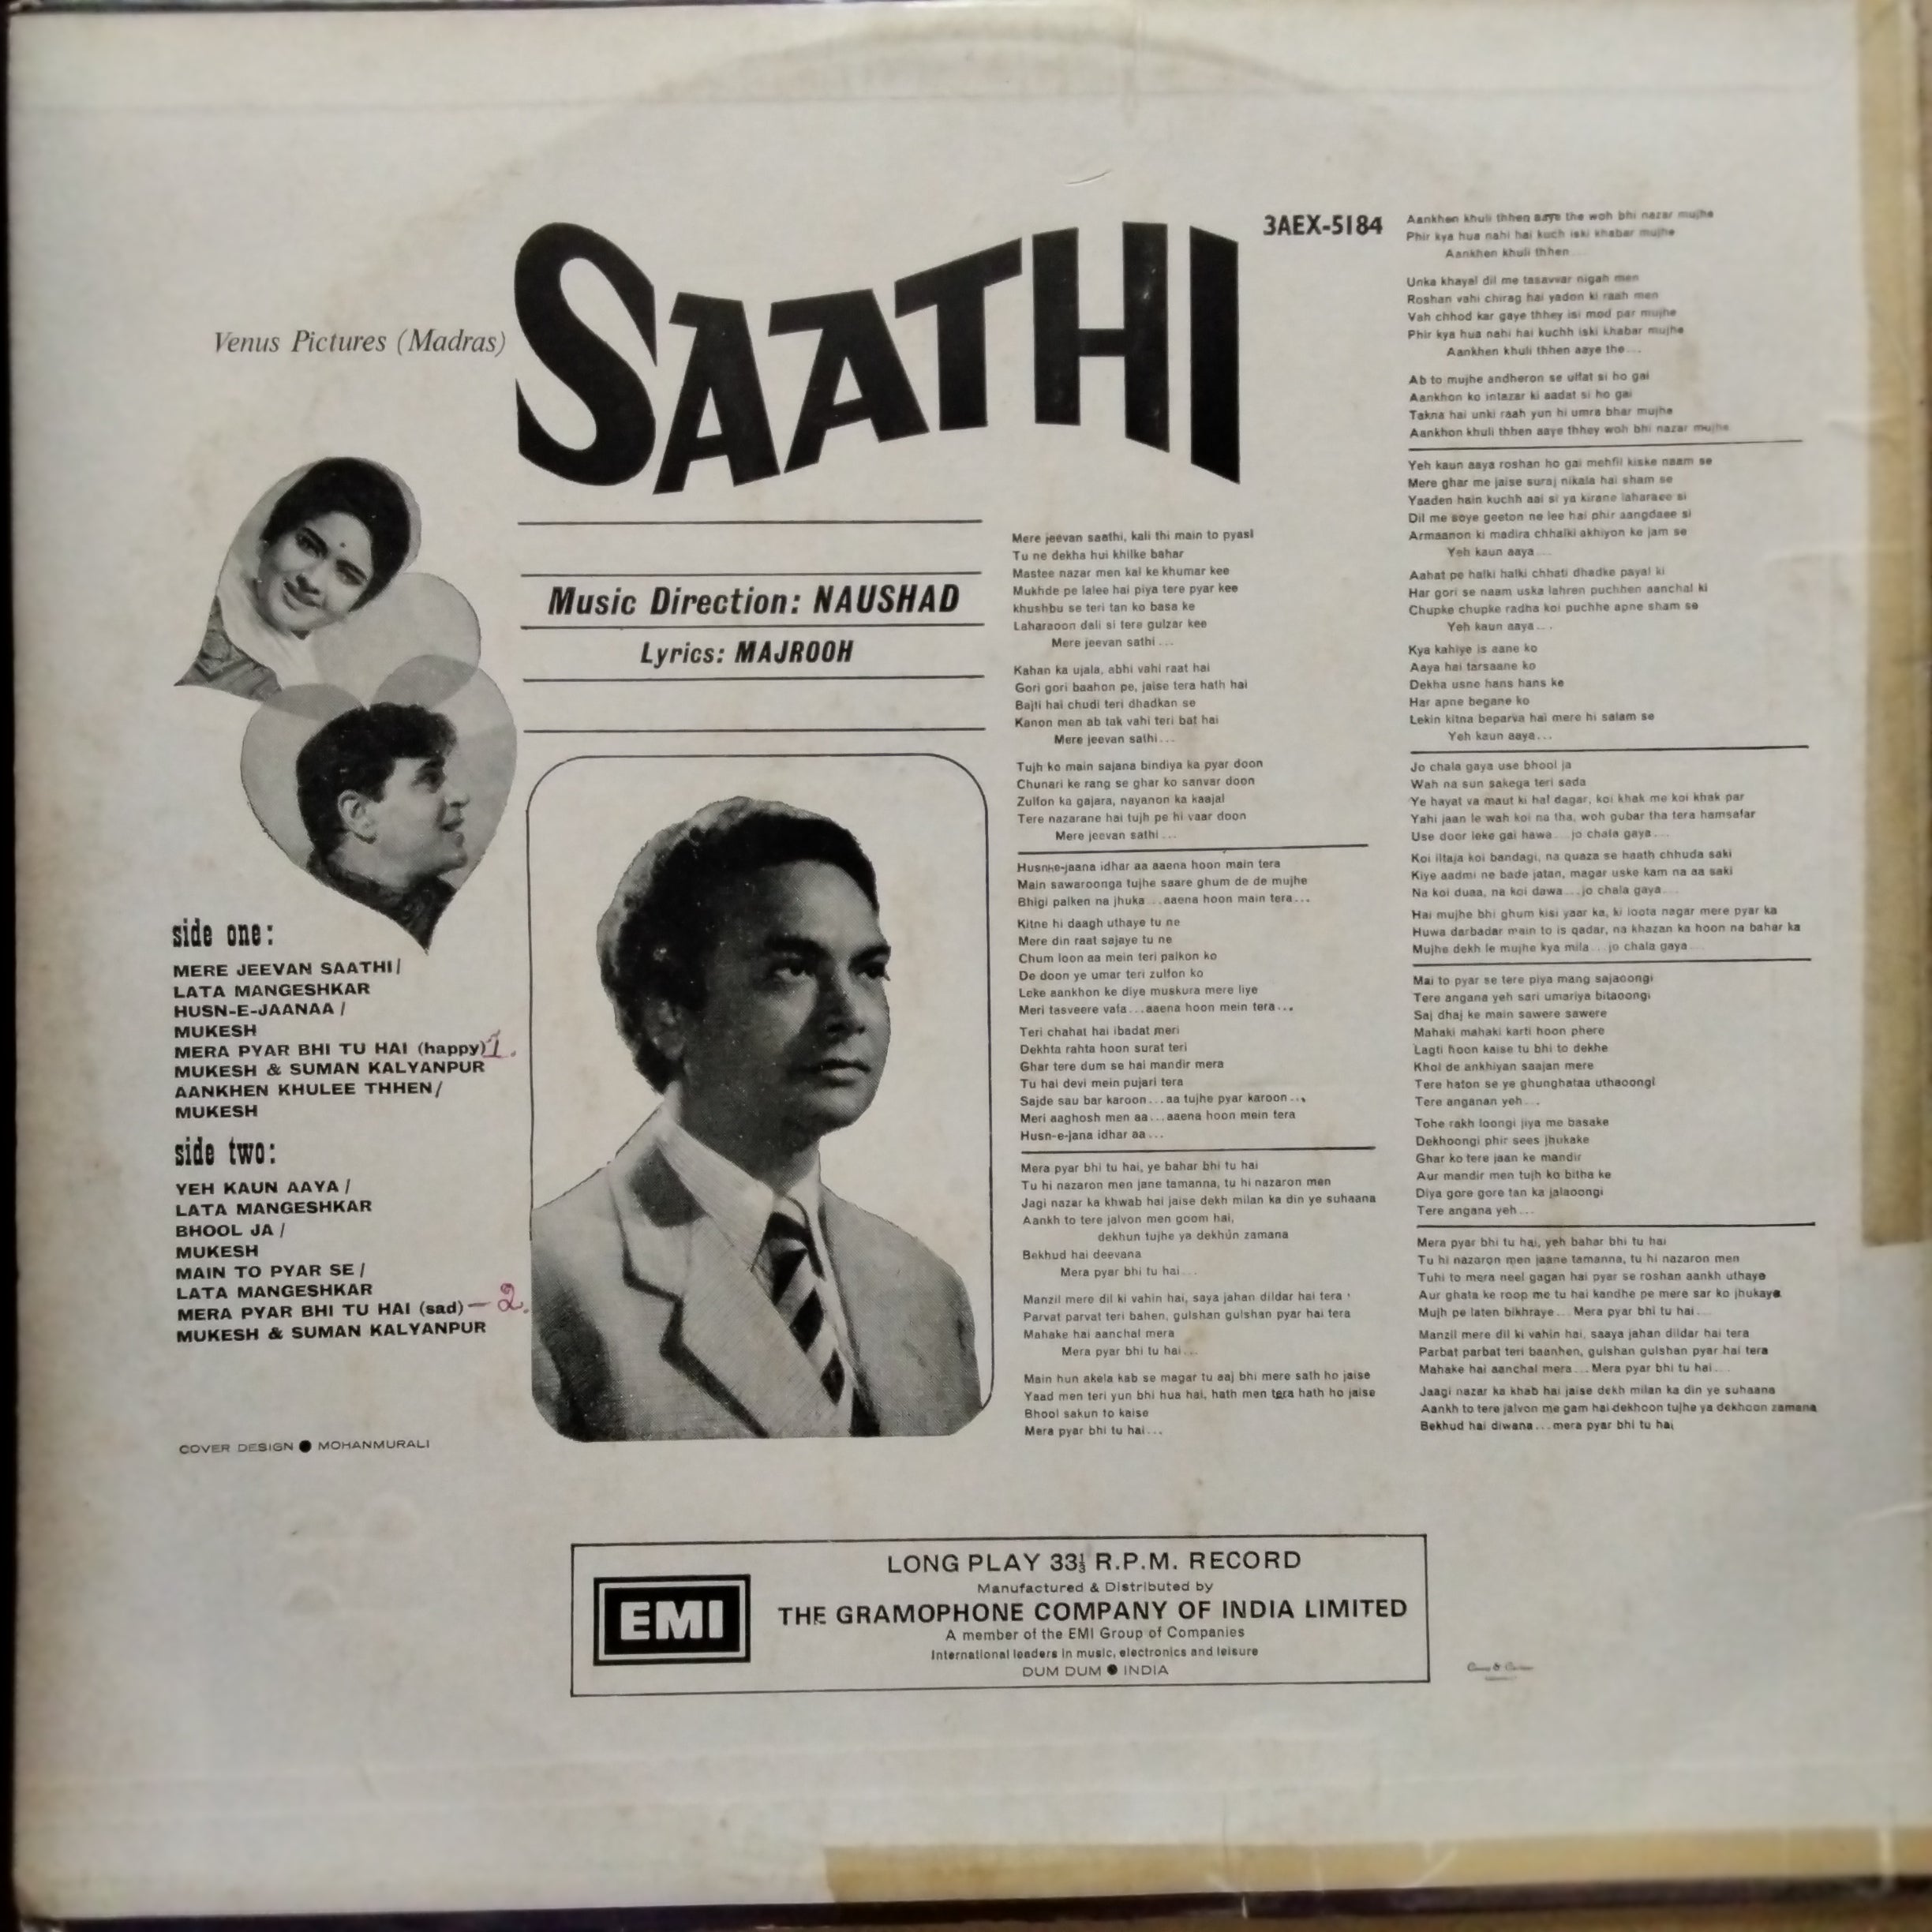 Venus Pictures (Madras)
SAATHI
3AEX-5184
Music Direction: NAUSHAD
Lyrics: MAJROOH
side one:
MERE JEEVAN SAATHI/
LATA MANGESHKAR
HUSN-E-JAANAA /
MUKESH
MERA PYAR BHI TU HAI (happy) 1.
MUKESH & SUMAN KALYANPUR
AANKHEN KHULEE THHEN/
MUKESH
side two:
YEH KAUN AAYA /
LATA MANGESHKAR
BHOOL JA /
MUKESH
MAIN TO PYAR SE /
LATA MANGESHKAR
MERA PYAR BHI TU HAI (sad) — 2.
MUKESH & SUMAN KALYANPUR
COVER DESIGN ● MOHANMURALI
Mere jeevan saathi, kali thi main to pyasi
Tu ne dekha hui khilke bahar
Mastee nazar men kal ke khumar kee
Mukhde pe lalee hai piya tere pyar kee
khushbu se teri tan ko basa ke
Laharaoon dali si tere gulzar kee
Mere jeevan sathi ...
Kahan ka ujala, abhi vahi raat hai
Gori gori baahon pe, jaise tera hath hai
Bajti hai chudi teri dhadkan se
Kanon men ab tak vahi teri bat hai
Mere jeevan sathi ...
Tujh ko main sajana bindiya ka pyar doon
Chunari ke rang se ghar ko sanvar doon
Zulfon ka gajara, nayanon ka kaajal
Tere nazarane hai tujh pe hi vaar doon
Mere jeevan sathi ...
Husn-e-jaana idhar aa aaena hoon main tera
Main sawaroonga tujhe saare ghum de de mujhe
Bhigi palken na jhuka ... aaena hoon main tera ...
Kitne hi daagh uthaye tu ne
Mere din raat sajaye tu ne
Chum loon aa mein teri palkon ko
De doon ye umar teri zulfon ko
Leke aankhon ke diye muskura mere liye
Meri tasveere vafa ... aaena hoon mein tera ...
Teri chahat hai ibadat meri
Dekhta rahta hoon surat teri
Ghar tere dum se hai mandir mera
Tu hai devi mein pujari tera
Sajde sau bar karoon ... aa tujhe pyar karoon ...
Meri aaghosh men aa ... aaena hoon mein tera
Husn-e-jana idhar aa ...
Mera pyar bhi tu hai, ye bahar bhi tu hai
Tu hi nazaron men jane tamanna, tu hi nazaron men
Jagi nazar ka khwab hai jaise dekh milan ka din ye suhaana
Aankh to tere jalvon men goom hai,
dekhun tujhe ya dekhun zamana
Bekhud hai deevana
Mera pyar bhi tu hai ...
Manzil mere dil ki vahin hai, saya jahan dildar hai tera
Parvat parvat teri bahen, gulshan gulshan pyar hai tera
Mahake hai aanchal mera
Mera pyar bhi tu hai ...
Main hun akela kab se magar tu aaj bhi mere sath ho jaise
Yaad men teri yun bhi hua hai, hath men tera hath ho jaise
Bhool sakun to kaise
Mera pyar bhi tu hai ...
Aankhen khuli thhen aaye the woh bhi nazar mujhe
Phir kya hua nahi hai kuch iski khabar mujhe
Aankhen khuli thhen ...
Unka khayal dil me tasavvar nigah men
Roshan vahi chirag hai yadon ki raah men
Vah chhod kar gaye thhey isi mod par mujhe
Phir kya hua nahi hai kuchh iski khabar mujhe
Aankhen khuli thhen aaye the ...
Ab to mujhe andheron se ulfat si ho gai
Aankhon ko intazar ki aadat si ho gai
Takna hai unki raah yun hi umra bhar mujhe
Aankhon khuli thhen aaye thhey woh bhi nazar mujhe
Yeh kaun aaya roshan ho gai mehfil kiske naam se
Mere ghar me jaise suraj nikala hai sham se
Yaaden hain kuchh aai si ya kirane laharaee si
Dil me soye geeton ne lee hai phir aangdaee si
Armaanon ki madira chhalki akhiyon ke jam se
Yeh kaun aaya ...
Aahat pe halki halki chhati dhadke payal ki
Har gori se naam uska lahren puchhen aanchal ki
Chupke chupke radha koi puchhe apne sham se
Yeh kaun aaya ...
Kya kahiye is aane ko
Aaya hai tarsaane ko
Dekha usne hans hans ke
Har apne begane ko
Lekin kitna beparva hai mere hi salam se
Yeh kaun aaya ...
Jo chala gaya use bhool ja
Wah na sun sakega teri sada
Ye hayat va maut ki hai dagar, koi khak me koi khak par
Yahi jaan le wah koi na tha, woh gubar tha tera hamsafar
Use door leke gai hawa ... jo chala gaya ...
Koi iltaja koi bandagi, na quaza se haath chhuda saki
Kiye aadmi ne bade jatan, magar uske kam na aa saki
Na koi duaa, na koi dawa ... jo chala gaya ...
Hai mujhe bhi ghum kisi yaar ka, ki loota nagar mere pyar ka
Huwa darbadar main to is qadar, na khazan ka hoon na bahar ka
Mujhe dekh le mujhe kya mila ... jo chala gaya ...
Mai to pyar se tere piya mang sajaoongi
Tere angana yeh sari umariya bitaoongi
Saj dhaj ke main sawere sawere
Mahaki mahaki karti hoon phere
Lagti hoon kaise tu bhi to dekhe
Khol de ankhiyan saajan mere
Tere haton se ye ghunghataa uthaoongi
Tere anganan yeh ...
Tohe rakh loongi jiya me basake
Dekhoongi phir sees jhukake
Ghar ko tere jaan ke mandir
Aur mandir men tujh ko bitha ke
Diya gore gore tan ka jalaoongi
Tere angana yeh ...
Mera pyar bhi tu hai, yeh bahar bhi tu hai
Tu hi nazaron men jaane tamanna, tu hi nazaron men
Tuhi to mera neel gagan hai pyar se roshan aankh uthaye
Aur ghata ke roop me tu hai kandhe pe mere sar ko jhukaye
Mujh pe laten bikhraye ... Mera pyar bhi tu hai ...
Manzil mere dil ki vahin hai, saaya jahan dildar hai tera
Parbat parbat teri baanhen, gulshan gulshan pyar hai tera
Mahake hai aanchal mera ... Mera pyar bhi tu hai ...
Jaagi nazar ka khab hai jaise dekh milan ka din ye suhaana
Aankh to tere jalvon me gam hai dekhoon tujhe ya dekhoon zamana
Bekhud hai diwana ... mera pyar bhi tu hai
EMI
LONG PLAY 33⅓ R.P.M. RECORD
Manufactured & Distributed by
THE GRAMOPHONE COMPANY OF INDIA LIMITED
A member of the EMI Group of Companies
International leaders in music, electronics and leisure
DUM DUM ● INDIA